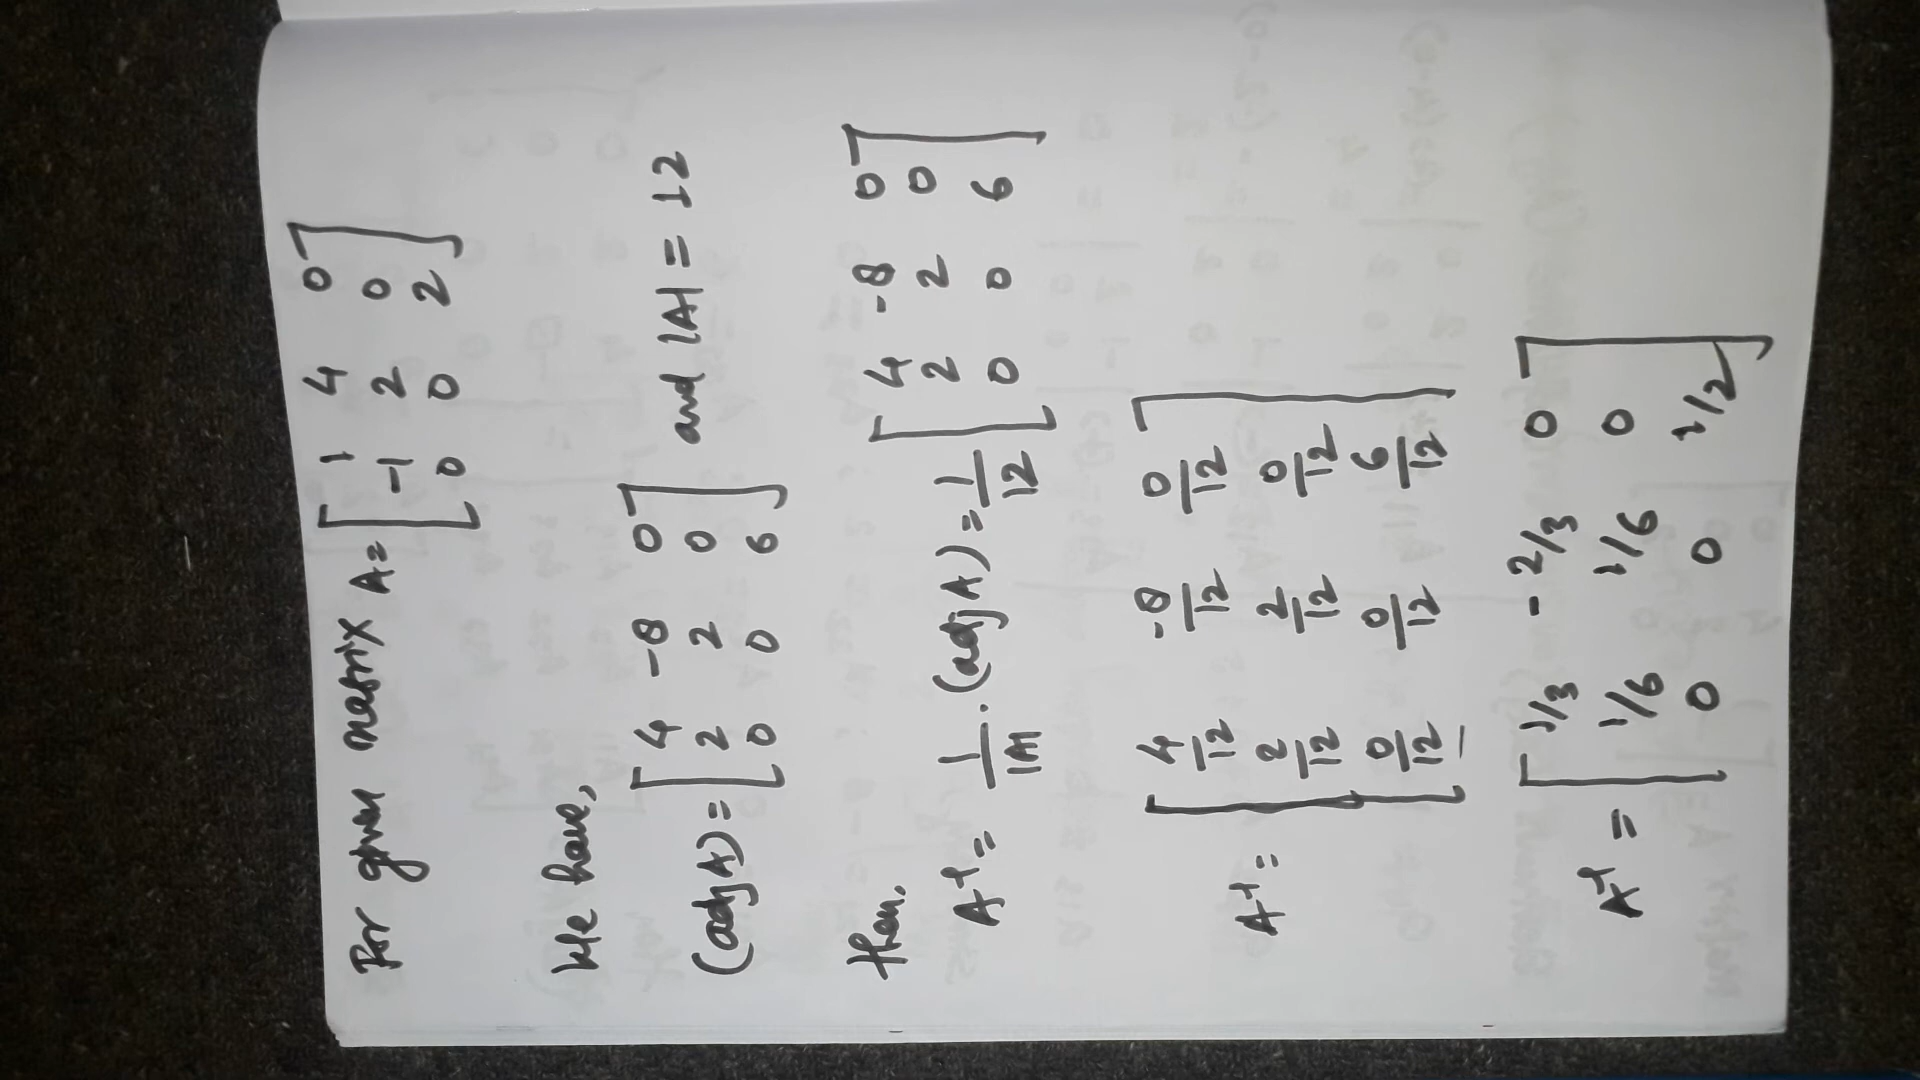 For given matrix A = [ 1 4 0
-1 2 0
0 0 2 ]
We have,
(adj A) = [ 4 -8 0
2 2 0
0 0 6 ] and |A| = 12
then,
A⁻¹ = 1/|A| . (adj A) = 1/12 [ 4 -8 0
2 2 0
0 0 6 ]
A⁻¹ = [ 4/12 -8/12 0/12
2/12 2/12 0/12
0/12 0/12 6/12 ]
A⁻¹ = [ 1/3 -2/3 0
1/6 1/6 0
0 0 1/2 ]